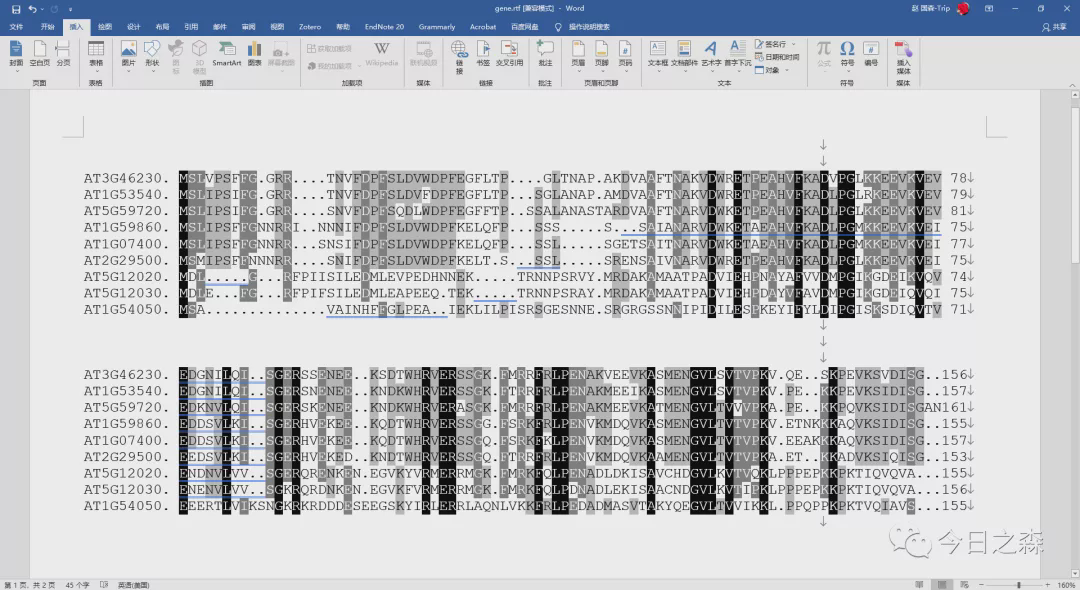 gene.rtf [兼容模式] - Word
赵 国森-Trip
文件 开始 插入 绘图 设计 布局 引用 邮件 审阅 视图 Zotero 帮助 EndNote 20 Grammarly Acrobat 百度网盘 操作说明搜索 共享
封面 空白页 分页 表格 图片 形状 图标 3D模型 SmartArt 图表 屏幕截图 获取加载项 我的加载项 Wikipedia 联机视频 链接 书签 交叉引用 批注 页眉 页脚 页码 文本框 文档部件 艺术字 首字下沉 签名行 日期和时间 对象 公式 符号 编号 插入媒体
页面 表格 插图 加载项 媒体 链接 批注 页眉和页脚 文本 符号 媒体
AT3G46230. MSLVPSFFG.GRR....TNVFDPFSLDVWDPFEGFLTP....GLTNAP.AKDVAAFTNAKVDWRETPEAHVFKADVPGLKKEEVKVEV 78
AT1G53540. MSLIPSIFG.GRR....TNVFDPFSLDVFDPFEGFLTP....SGLANAP.AMDVAAFTNAKVDWRETPEAHVFKADLPGLRKEEVKVEV 79
AT5G59720. MSLIPSFFG.GRR....SNVFDPFSQDLWDPFEGFFTP...SSALANASTARDVAAFTNARVDWKETPEAHVFKADLPGLKKEEVKVEV 81
AT1G59860. MSLIPSFFGNNRRI..NNNIFDPFSLDVWDPFKELQFP...SSS.....S...SAIANARVDWKETAEAHVFKADLPGMKKEEVKVEI 75
AT1G07400. MSLIPSFFGNNRR....SNSIFDPFSLDVWDPFKELQFP...SSSL.....SGETSAITNARVDWKETAEAHVFKADLPGMKKEEVKVEI 77
AT2G29500. MSMIPSFFNNNRR....SNIFDPFSLDVWDPFKELT.S...SSSL.....SRENSAIVNARVDWRETPEAHVFKADLPGLKKEEVKVEI 75
AT5G12020. MDL.....G...RFPIISILEDMLEVPEDHNNEK.....TRNNPSRVY.MRDAKAMAATPADVIEHPNAYAFVVDMPGIKGDEIKVQV 74
AT5G12030. MDLE...FG...RFPIFSILEDMLEAPEEQ.TEK.....TRNNPSRAY.MRDAKAMAATPADVIEHPDAYVFAVDMPGIKGDEIQVQI 75
AT1G54050. MSA..............VAINHFFGLPEA..IEKLILPISRSGESNNE.SRGRGSSNNIPIDILESPKEYIFYLDIPGISKSDIQVTV 71
AT3G46230. EDGNILQI..SGERSSENEE..KSDTWHRVERSSGK.FMRRFRLPENAKVEEVKASMENGVLSVTVPKV.QE..SKPEVKSVDISG..156
AT1G53540. EDGNILQI..SGERSNENEE..KNDKWHRVERSSGK.FTRRFRLPENAKMEEIKASMENGVLSVTVPKV.PE..KKPEVKSIDISG..157
AT5G59720. EDKNVLQI..SGERSKENEE..KNDKWHRVERASGK.FMRRFRLPENAKMEEVKATMENGVLTVVVPKA.PE..KKPQVKSIDISGAN161
AT1G59860. EDDSVLKI..SGERHVEKEE..KQDTWHRVERSSGG.FSRKFRLPENVKMDQVKASMENGVLTVTVPKV.ETNKKKAQVKSIDISG..155
AT1G07400. EDDSVLKI..SGERHVEKEE..KQDTWHRVERSSGQ.FSRKFKLPENVKMDQVKASMENGVLTVTVPKV.EEAKKKAQVKSIDISG..157
AT2G29500. EEDSVLKI..SGERHVEKED..KNDTWHRVERSSGQ.FTRRFRLPENVKMDQVKAAMENGVLTVTVPKA.ET..KKADVKSIQISG..153
AT5G12020. ENDNVLVV..SGERQRENKEN.EGVKYVRMERRMGK.FMRKFQLPENADLDKISAVCHDGVLKVTVQKLPPPEPKKPKTIQVQVA...155
AT5G12030. ENENVLVV..SGKRQRDNKEN.EGVKFVRMERRMGK.FMRKFQLPDNADLEKISAACNDGVLKVTIPKLPPPEPKKPKTIQVQVA...156
AT1G54050. EEERTLVIKSNGKRKRDDDESEEGSKYIRLERRLAQNLVKKFRLPEDADMASVTAKYQEGVLTVVIKKL.PPQPPKPKTVQIAVS...155
今日之森
第 1 页，共 2 页 45 个字 英语(美国) 160%